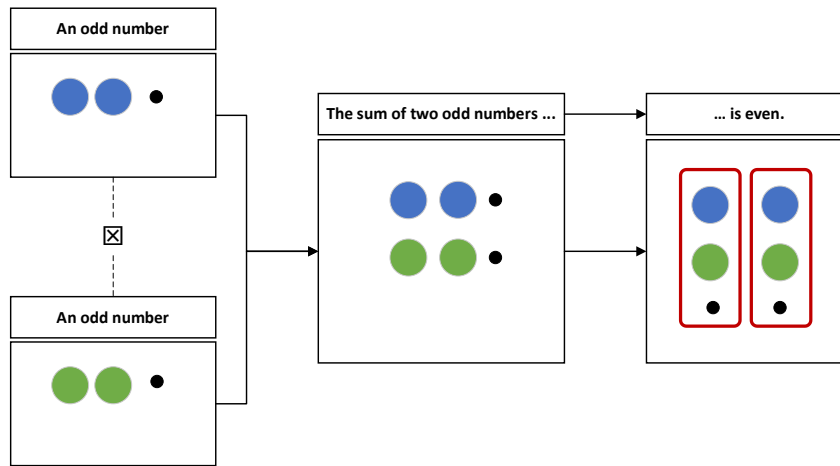 An odd number
The sum of two odd numbers ...
... is even.
An odd number